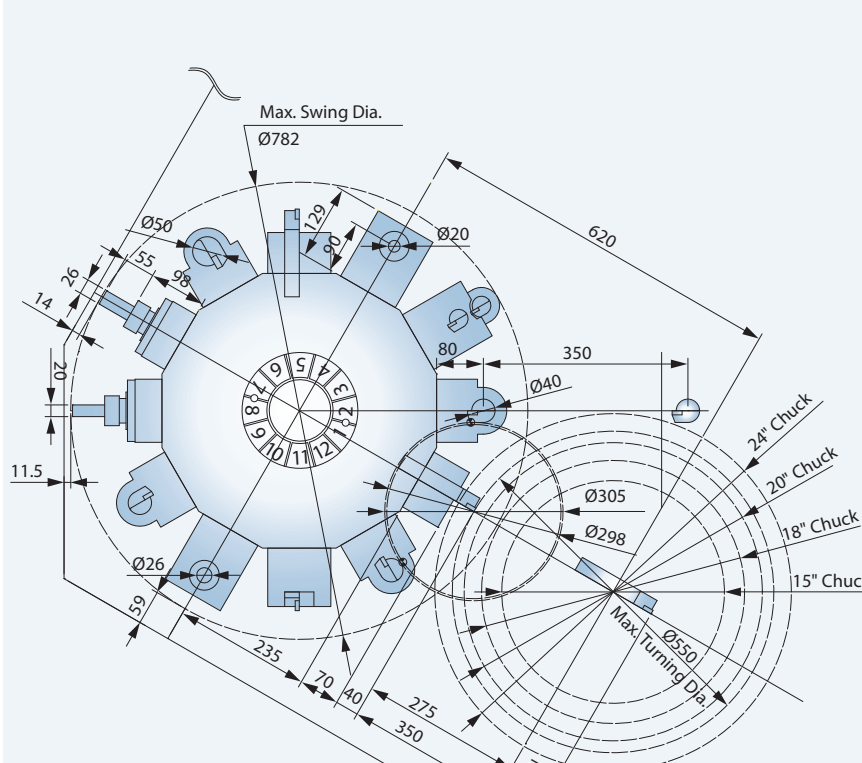 Max. Swing Dia.
Ø782
129
90
Ø50
Ø20
620
55
98
26
14
80
350
Ø40
20
24" Chuck
20" Chuck
18" Chuck
15" Chuc
5
4
3
2
1
12
11
10
9
8
7
6
11.5
Ø305
Ø298
Ø26
59
235
70
40
275
350
Ø550
Max. Turning Dia.